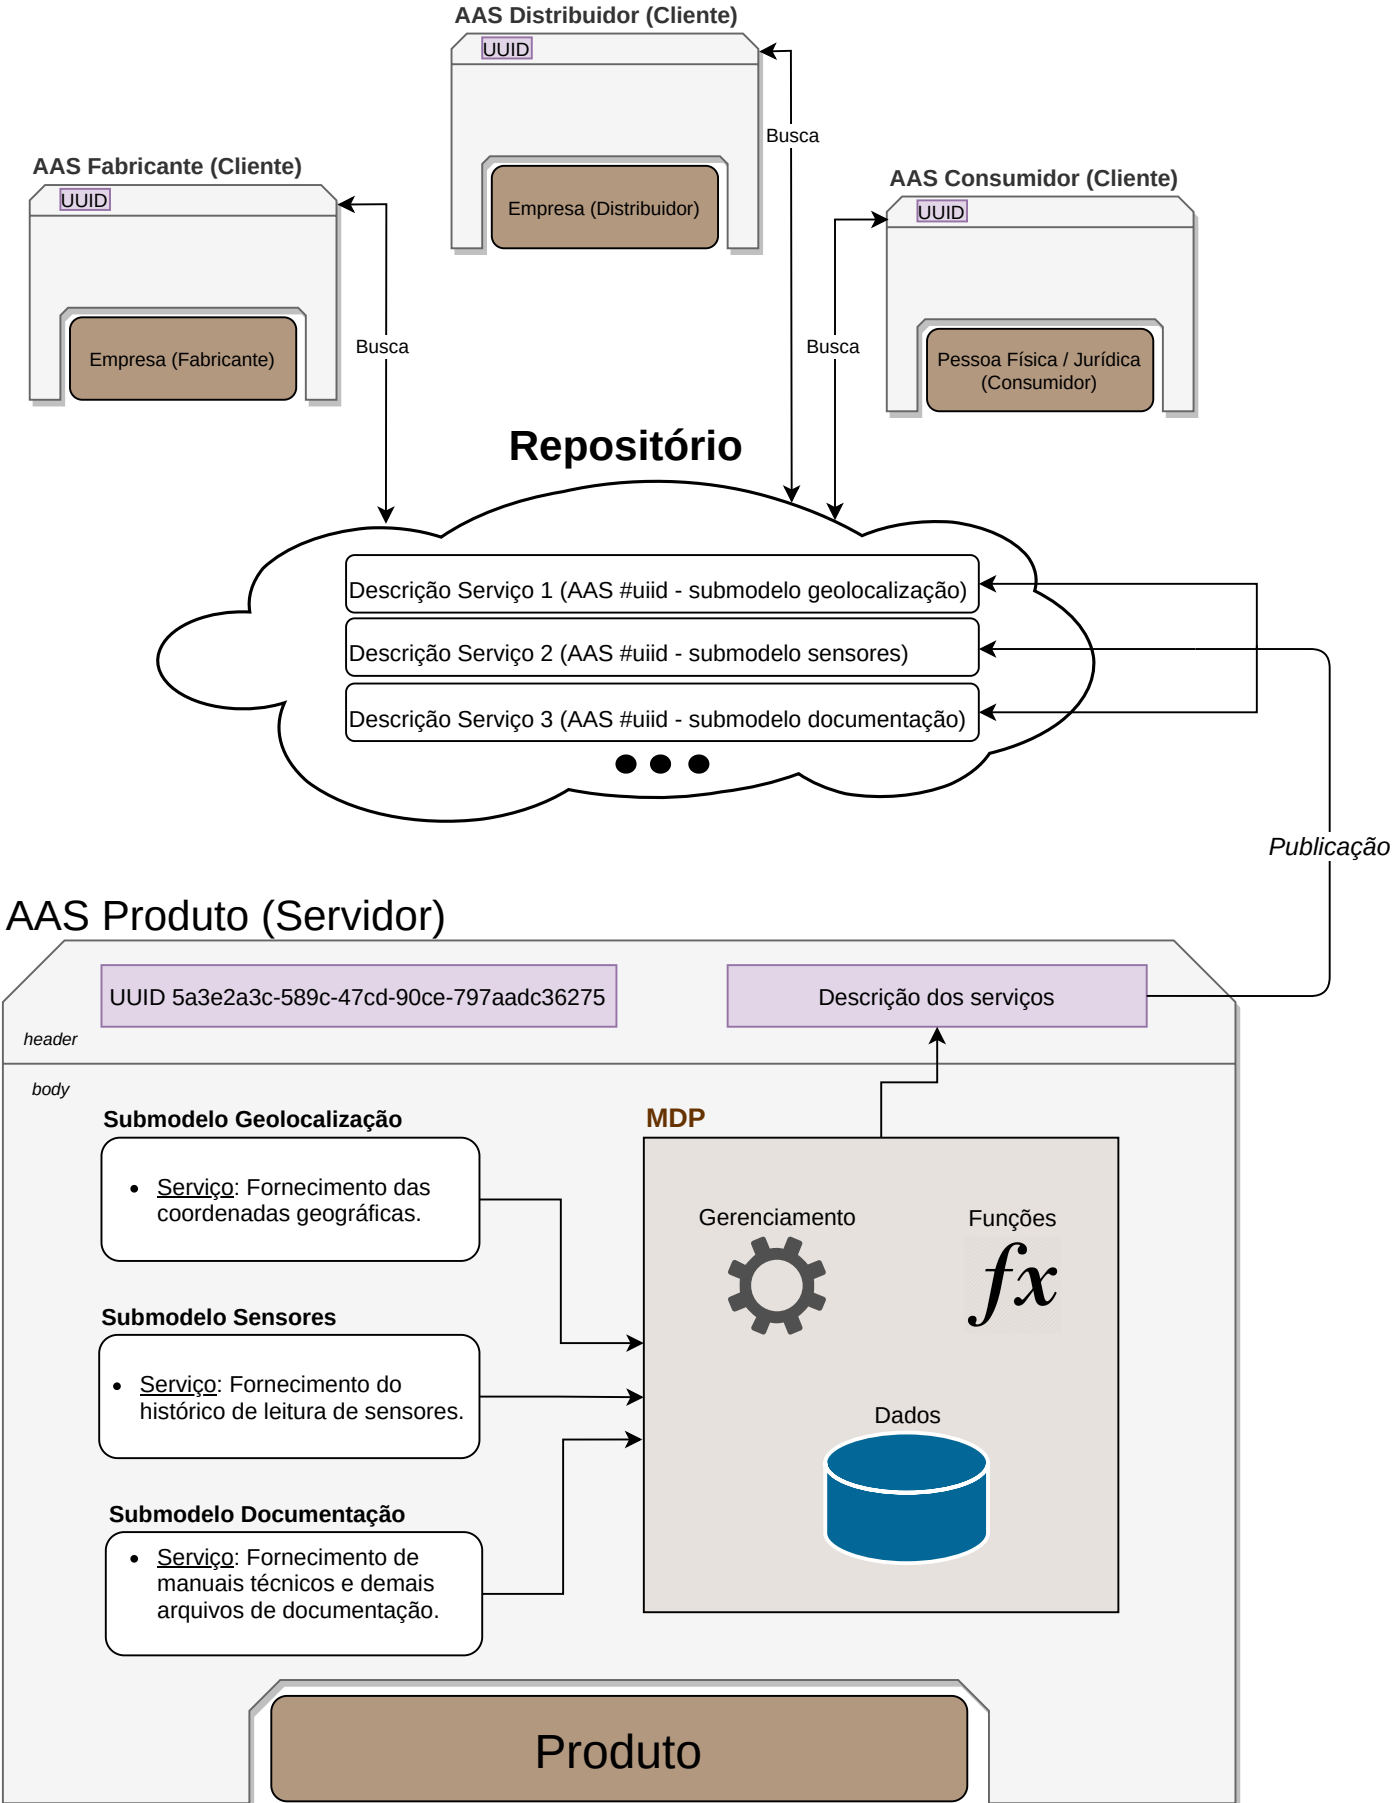 AAS Distribuidor (Cliente)
UUID
Busca
Empresa (Distribuidor)
AAS Fabricante (Cliente)
UUID
Empresa (Fabricante)
Busca
AAS Consumidor (Cliente)
UUID
Busca
Pessoa Física / Jurídica
(Consumidor)
Repositório
Descrição Serviço 1 (AAS #uiid - submodelo geolocalização)
Descrição Serviço 2 (AAS #uiid - submodelo sensores)
Descrição Serviço 3 (AAS #uiid - submodelo documentação)
Publicação
AAS Produto (Servidor)
UUID 5a3e2a3c-589c-47cd-90ce-797aadc36275
Descrição dos serviços
header
body
Submodelo Geolocalização
• Serviço: Fornecimento das
coordenadas geográficas.
Submodelo Sensores
• Serviço: Fornecimento do
histórico de leitura de sensores.
Submodelo Documentação
• Serviço: Fornecimento de
manuais técnicos e demais
arquivos de documentação.
MDP
Gerenciamento
Funções
fx
Dados
Produto